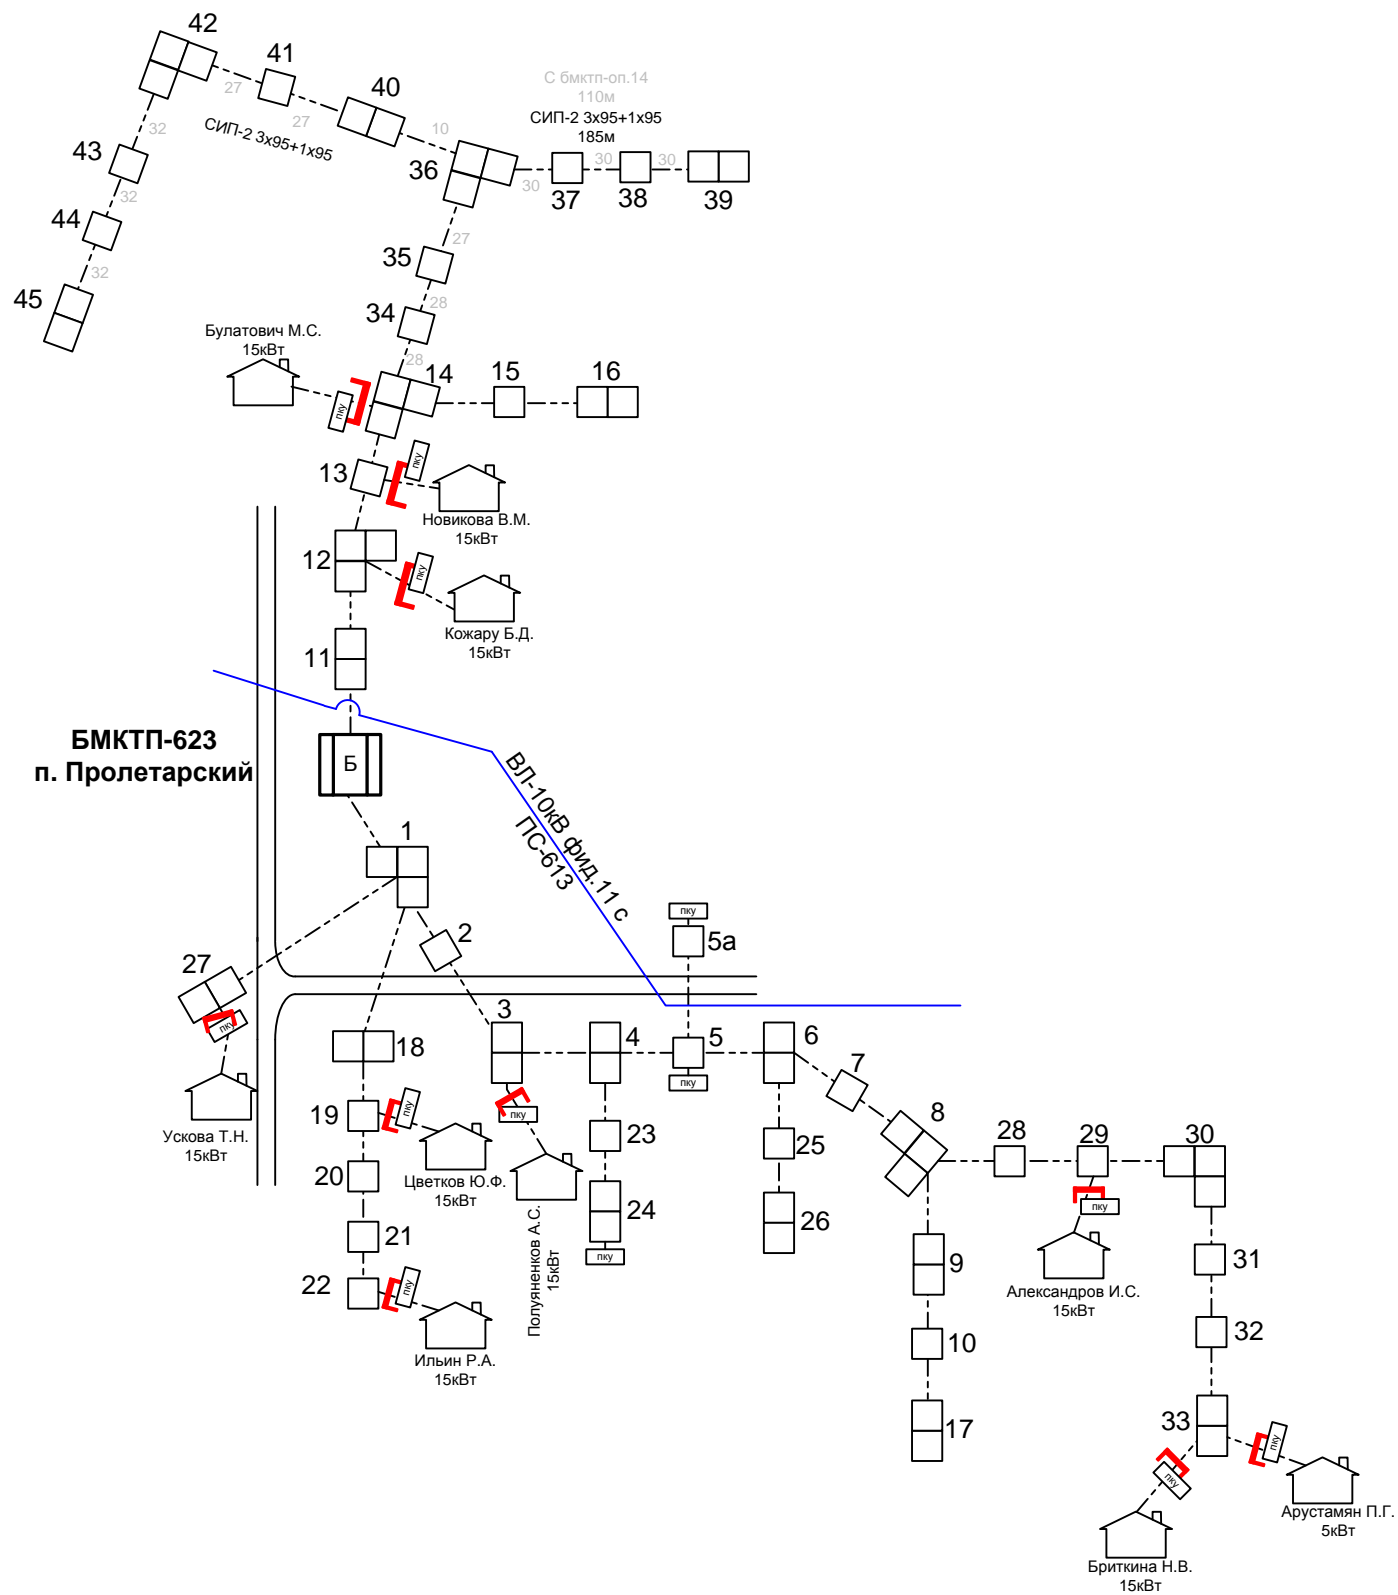 42
41
40
27
27
10
С бмктп-оп.14
110м
СИП-2 3х95+1х95
185м
СИП-2 3х95+1х95
32
43
36
30
30
30
37
38
39
32
44
27
35
32
45
28
34
Булатович М.С.
15кВт
28
14
15
16
пку
13
пку
Новикова В.М.
15кВт
12
пку
Кожару Б.Д.
15кВт
11
БМКТП-623
п. Пролетарский
Б
ВЛ-10кВ фид.11 с
ПС-613
1
2
пку
5а
27
пку
Ускова Т.Н.
15кВт
3
4
5
6
7
пку
18
19
пку
Цветков Ю.Ф.
15кВт
пку
Полуяненков А.С.
15кВт
8
23
25
28
29
30
20
24
26
пку
21
пку
22
пку
Ильин Р.А.
15кВт
9
Александров И.С.
15кВт
31
10
32
17
33
пку
пку
Арустамян П.Г.
5кВт
Бриткина Н.В.
15кВт